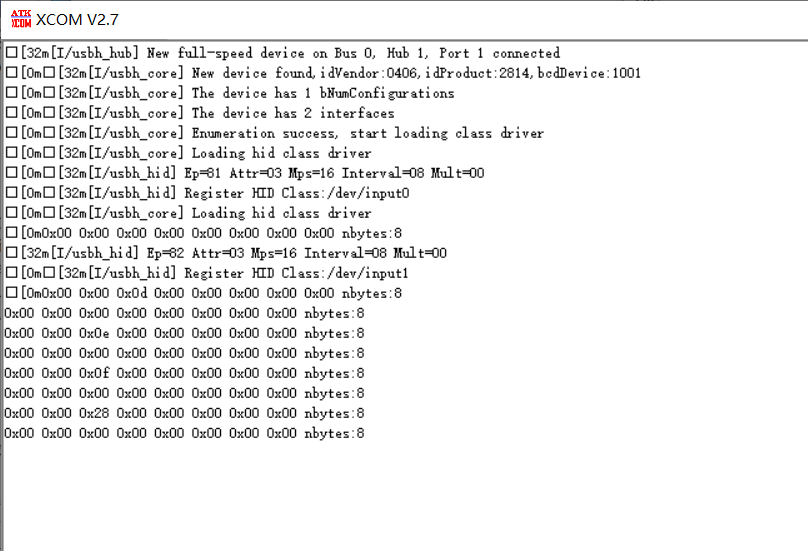 ATK
XCOM
XCOM V2.7
□[32m[I/usbh_hub] New full-speed device on Bus 0, Hub 1, Port 1 connected
□[0m□[32m[I/usbh_core] New device found,idVendor:0406,idProduct:2814,bcdDevice:1001
□[0m□[32m[I/usbh_core] The device has 1 bNumConfigurations
□[0m□[32m[I/usbh_core] The device has 2 interfaces
□[0m□[32m[I/usbh_core] Enumeration success, start loading class driver
□[0m□[32m[I/usbh_core] Loading hid class driver
□[0m□[32m[I/usbh_hid] Ep=81 Attr=03 Mps=16 Interval=08 Mult=00
□[0m□[32m[I/usbh_hid] Register HID Class:/dev/input0
□[0m□[32m[I/usbh_core] Loading hid class driver
□[0m0x00 0x00 0x00 0x00 0x00 0x00 0x00 0x00 nbytes:8
□[32m[I/usbh_hid] Ep=82 Attr=03 Mps=16 Interval=08 Mult=00
□[0m□[32m[I/usbh_hid] Register HID Class:/dev/input1
□[0m0x00 0x00 0x0d 0x00 0x00 0x00 0x00 0x00 nbytes:8
0x00 0x00 0x00 0x00 0x00 0x00 0x00 0x00 nbytes:8
0x00 0x00 0x0e 0x00 0x00 0x00 0x00 0x00 nbytes:8
0x00 0x00 0x00 0x00 0x00 0x00 0x00 0x00 nbytes:8
0x00 0x00 0x0f 0x00 0x00 0x00 0x00 0x00 nbytes:8
0x00 0x00 0x00 0x00 0x00 0x00 0x00 0x00 nbytes:8
0x00 0x00 0x28 0x00 0x00 0x00 0x00 0x00 nbytes:8
0x00 0x00 0x00 0x00 0x00 0x00 0x00 0x00 nbytes:8